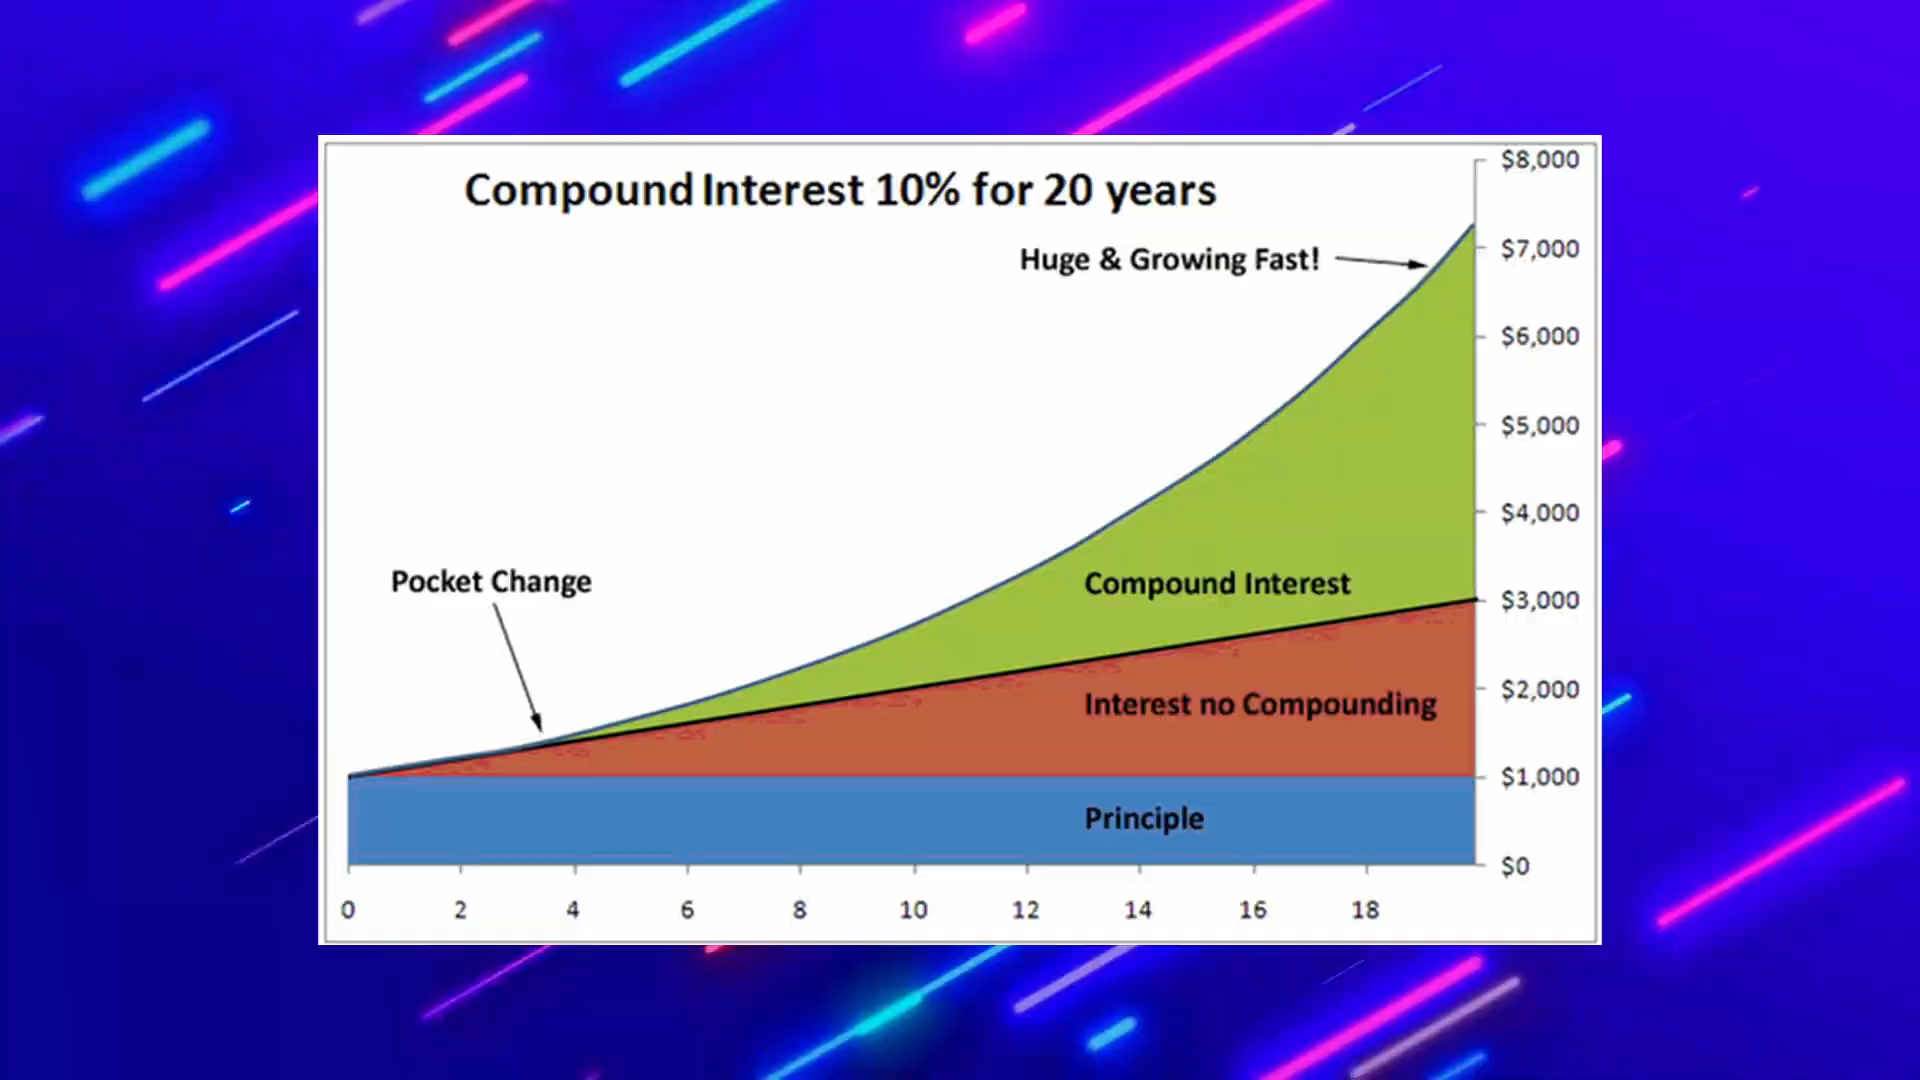 Compound Interest 10% for 20 years
$8,000
Huge & Growing Fast!
$7,000
$6,000
$5,000
$4,000
Pocket Change
Compound Interest
$3,000
Interest no Compounding
$2,000
$1,000
Principle
$0
0 2 4 6 8 10 12 14 16 18